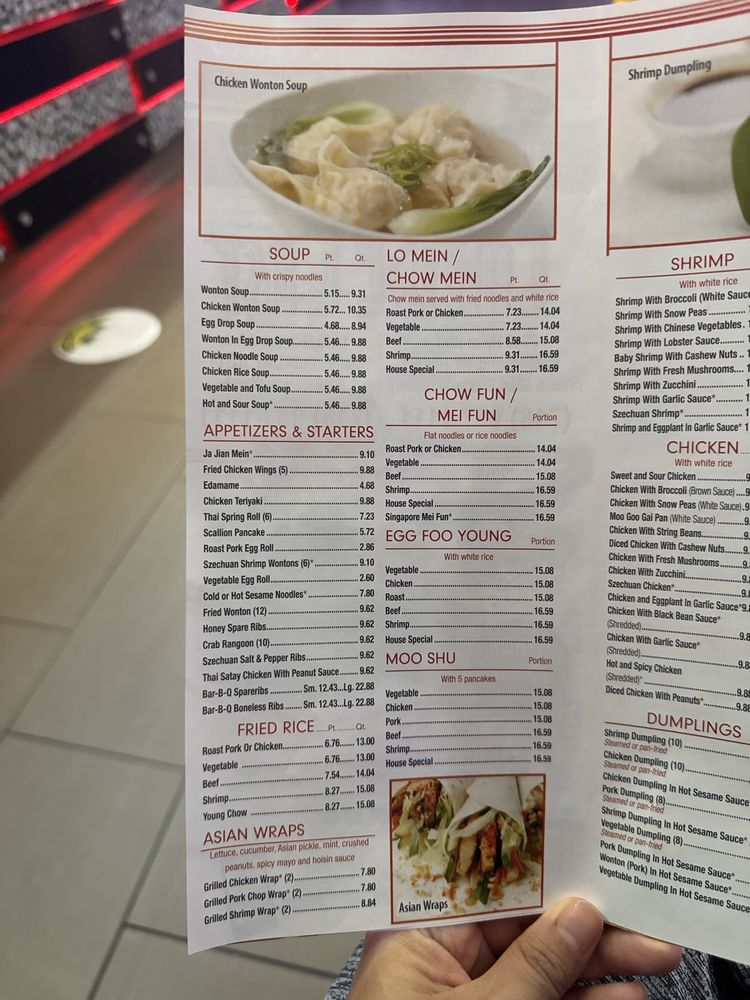 Chicken Wonton Soup
SOUP Pt. Qt.
With crispy noodles
Wonton Soup 5.15 9.31
Chicken Wonton Soup 5.72 10.35
Egg Drop Soup 4.68 8.94
Wonton In Egg Drop Soup 5.46 9.88
Chicken Noodle Soup 5.46 9.88
Chicken Rice Soup 5.46 9.88
Vegetable and Tofu Soup 5.46 9.88
Hot and Sour Soup* 5.46 9.88
APPETIZERS & STARTERS
Ja Jian Mein* 9.10
Fried Chicken Wings (5) 9.88
Edamame 4.68
Chicken Teriyaki 9.88
Thai Spring Roll (6) 7.23
Scallion Pancake 5.72
Roast Pork Egg Roll 2.86
Szechuan Shrimp Wontons (6)* 9.10
Vegetable Egg Roll 2.60
Cold or Hot Sesame Noodles* 7.80
Fried Wonton (12) 9.62
Honey Spare Ribs 9.62
Crab Rangoon (10) 9.62
Szechuan Salt & Pepper Ribs 9.62
Thai Satay Chicken With Peanut Sauce 9.62
Bar-B-Q Spareribs Sm. 12.43 Lg. 22.88
Bar-B-Q Boneless Ribs Sm. 12.43 Lg. 22.88
FRIED RICE Pt. Qt.
Roast Pork Or Chicken 6.76 13.00
Vegetable 6.76 13.00
Beef 7.54 14.04
Shrimp 8.27 15.08
Young Chow 8.27 15.08
ASIAN WRAPS
Lettuce, cucumber, Asian pickle, mint, crushed
peanuts, spicy mayo and hoisin sauce
Grilled Chicken Wrap* (2) 7.80
Grilled Pork Chop Wrap* (2) 7.80
Grilled Shrimp Wrap* (2) 8.84
LO MEIN /
CHOW MEIN Pt. Qt.
Chow mein served with fried noodles and white rice
Roast Pork or Chicken 7.23 14.04
Vegetable 7.23 14.04
Beef 8.58 15.08
Shrimp 9.31 16.59
House Special 9.31 16.59
CHOW FUN /
MEI FUN Portion
Flat noodles or rice noodles
Roast Pork or Chicken 14.04
Vegetable 14.04
Beef 15.08
Shrimp 16.59
House Special 16.59
Singapore Mei Fun* 16.59
EGG FOO YOUNG Portion
With white rice
Vegetable 15.08
Chicken 15.08
Roast 15.08
Beef 16.59
Shrimp 16.59
House Special 16.59
MOO SHU Portion
With 5 pancakes
Vegetable 15.08
Chicken 15.08
Pork 15.08
Beef 16.59
Shrimp 16.59
House Special 16.59
Asian Wraps
Shrimp Dumpling
SHRIMP
With white rice
Shrimp With Broccoli (White Sauce
Shrimp With Snow Peas
Shrimp With Chinese Vegetables
Shrimp With Lobster Sauce
Baby Shrimp With Cashew Nuts
Shrimp With Fresh Mushrooms
Shrimp With Zucchini
Shrimp With Garlic Sauce*
Szechuan Shrimp*
Shrimp and Eggplant In Garlic Sauce*
CHICKEN
With white rice
Sweet and Sour Chicken
Chicken With Broccoli (Brown Sauce)
Chicken With Snow Peas (White Sauce)
Moo Goo Gai Pan (White Sauce)
Chicken With String Beans
Diced Chicken With Cashew Nuts
Chicken With Fresh Mushrooms
Chicken With Zucchini
Szechuan Chicken*
Chicken and Eggplant In Garlic Sauce*
Chicken With Black Bean Sauce*
(Shredded)
Chicken With Garlic Sauce*
(Shredded)
Hot and Spicy Chicken
(Shredded)*
Diced Chicken With Peanuts*
DUMPLINGS
Shrimp Dumpling (10)
Steamed or pan-fried
Chicken Dumpling (10)
Steamed or pan-fried
Chicken Dumpling In Hot Sesame Sauce
Pork Dumpling (8)
Steamed or pan-fried
Shrimp Dumpling In Hot Sesame Sauce*
Vegetable Dumpling (8)
Steamed or pan-fried
Pork Dumpling In Hot Sesame Sauce*
Wonton (Pork) In Hot Sesame Sauce*
Vegetable Dumpling In Hot Sesame Sauce